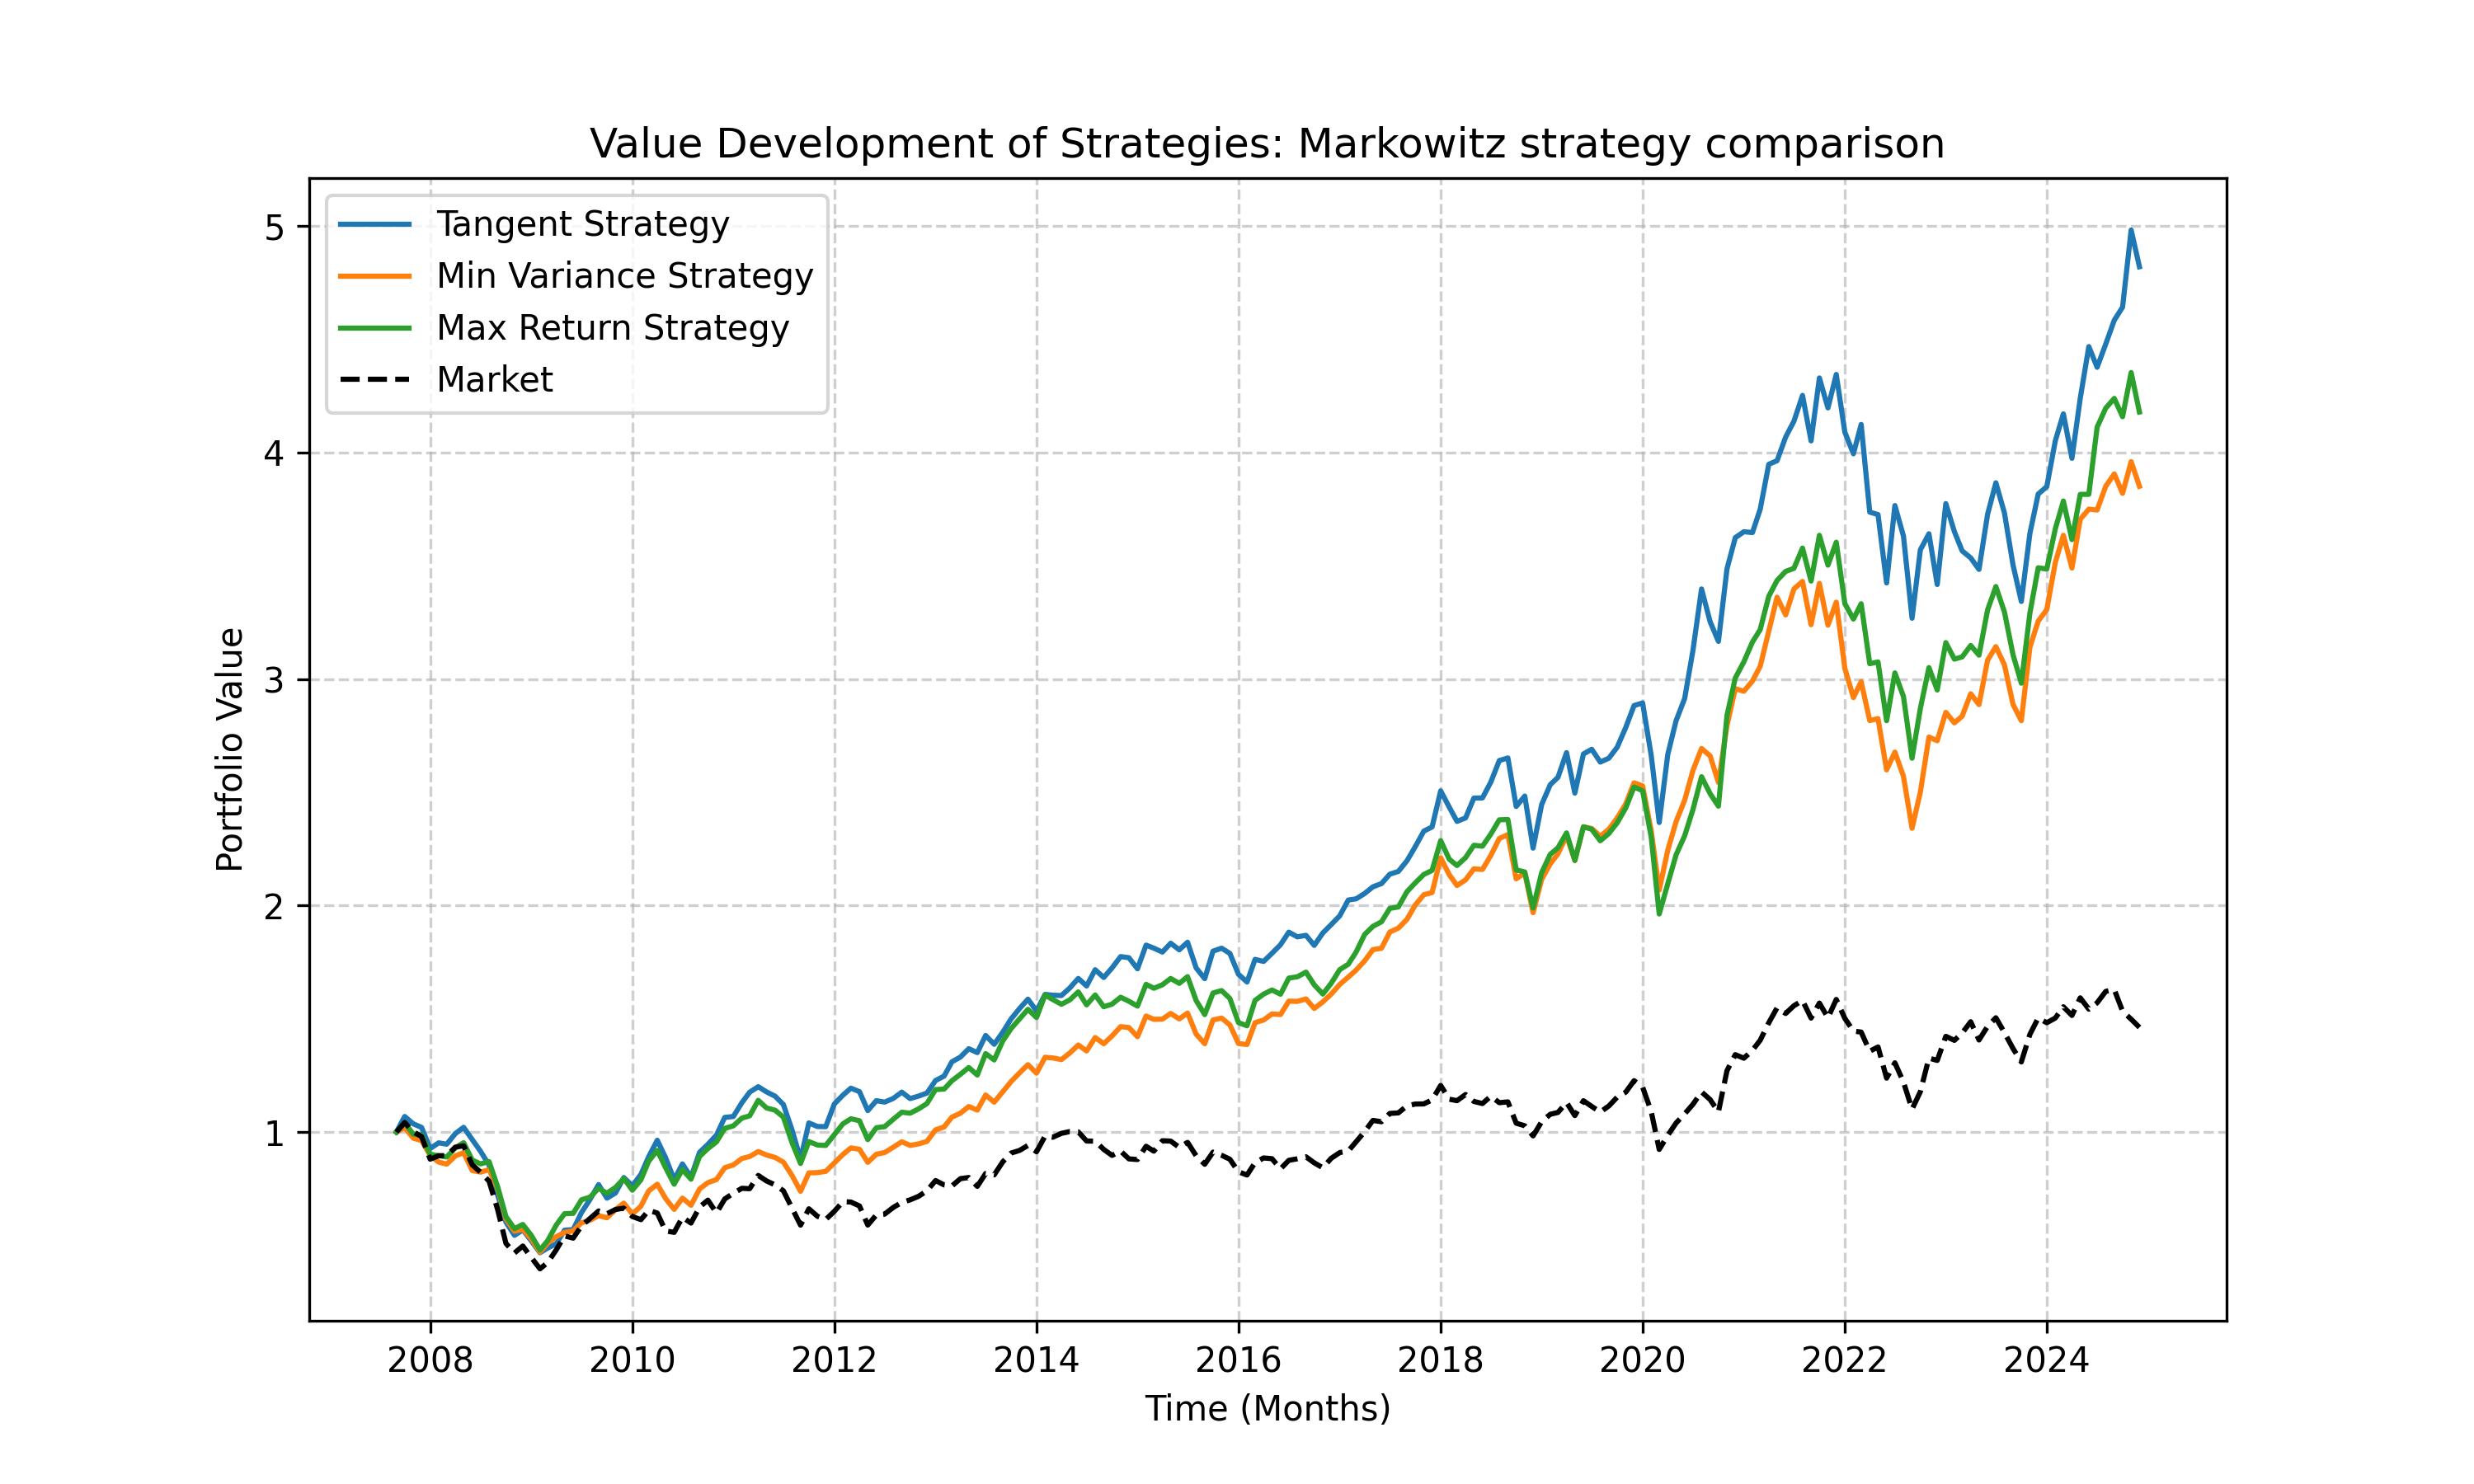 Value Development of Strategies: Markowitz strategy comparison
Tangent Strategy
Min Variance Strategy
Max Return Strategy
Market
Portfolio Value
5
4
3
2
1
2008 2010 2012 2014 2016 2018 2020 2022 2024
Time (Months)